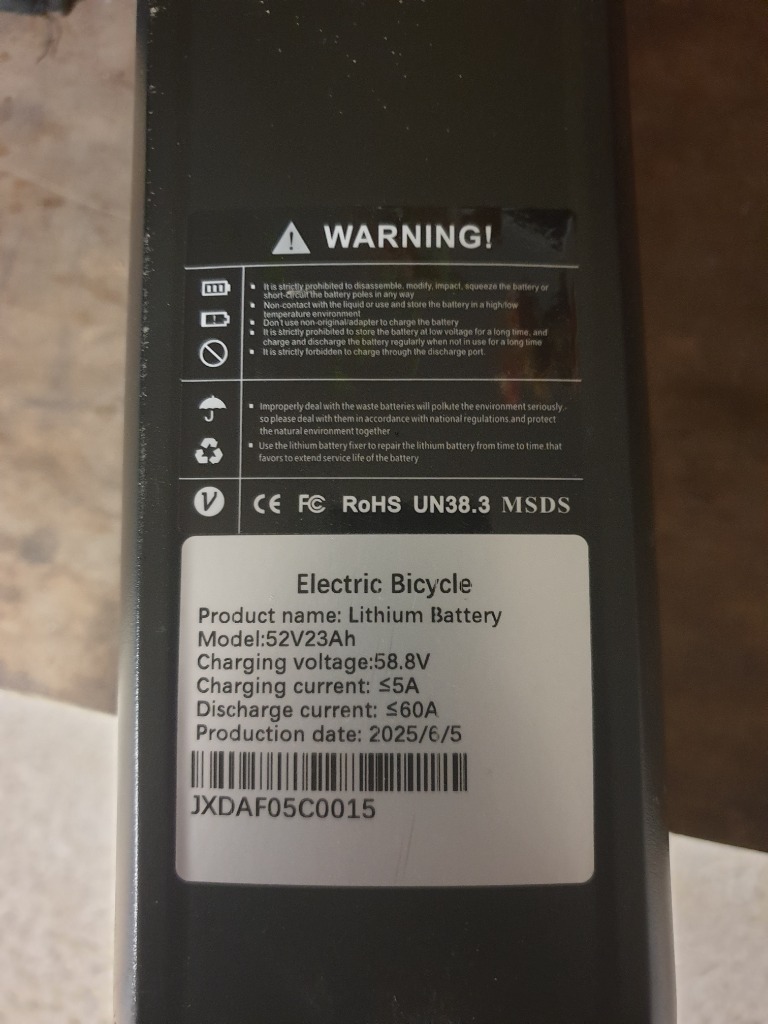 WARNING!
It is strictly prohibited to disassemble, modify, impact, squeeze the battery or
short-circuit the battery poles in any way
Non-contact with the liquid or use and store the battery in a high/low
temperature environment
Don't use non-original/adapter to charge the battery
It is strictly prohibited to store the battery at low voltage for a long time, and
charge and discharge the battery regularly when not in use for a long time
It is strictly forbidden to charge through the discharge port.
Improperly deal with the waste batteries will pollute the environment seriously
so please deal with them in accordance with national regulations.and protect
the natural environment together
Use the lithium battery fixer to repair the lithium battery from time to time.that
favors to extend service life of the battery
V CE FC RoHS UN38.3 MSDS
Electric Bicycle
Product name: Lithium Battery
Model:52V23Ah
Charging voltage:58.8V
Charging current: ≤5A
Discharge current: ≤60A
Production date: 2025/6/5
JXDAF05C0015